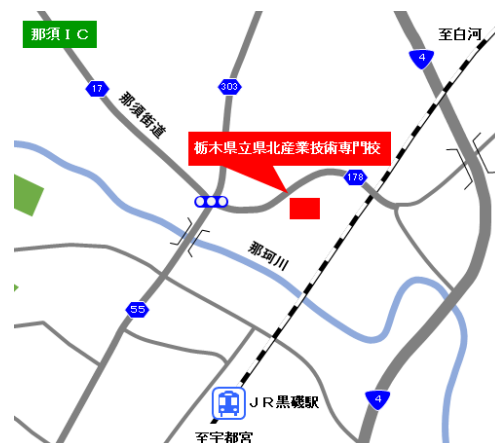 那須ＩＣ
至白河
4
17
303
那須街道
栃木県立県北産業技術専門校
178
那珂川
55
ＪＲ黒磯駅
4
至宇都宮